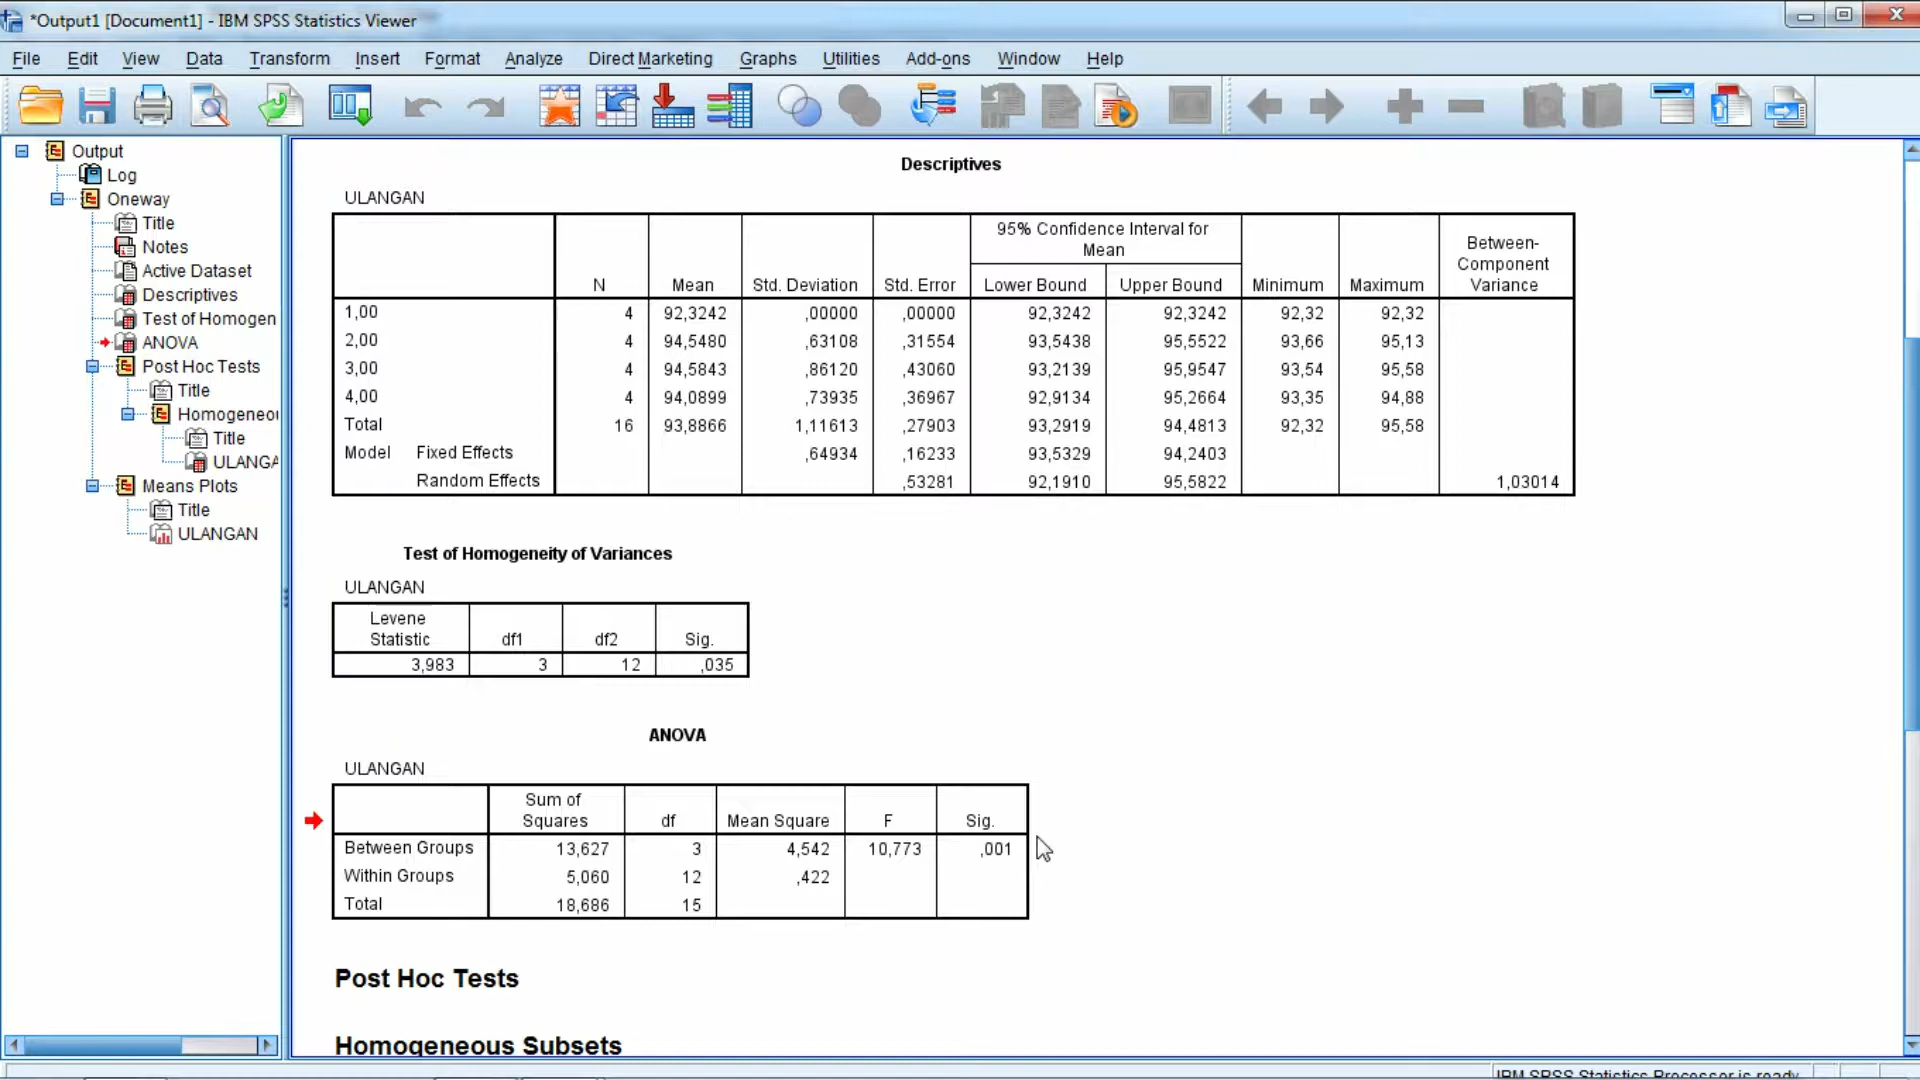 *Output1 [Document1] - IBM SPSS Statistics Viewer
File Edit View Data Transform Insert Format Analyze Direct Marketing Graphs Utilities Add-ons Window Help
Output
Log
Oneway
Title
Notes
Active Dataset
Descriptives
Test of Homogen
ANOVA
Post Hoc Tests
Title
Homogeneou
Title
ULANGA
Means Plots
Title
ULANGAN
Descriptives
ULANGAN
95% Confidence Interval for
Mean
Between-
Component
Variance
N Mean Std. Deviation Std. Error Lower Bound Upper Bound Minimum Maximum
1,00 4 92,3242 ,00000 ,00000 92,3242 92,3242 92,32 92,32
2,00 4 94,5480 ,63108 ,31554 93,5438 95,5522 93,66 95,13
3,00 4 94,5843 ,86120 ,43060 93,2139 95,9547 93,54 95,58
4,00 4 94,0899 ,73935 ,36967 92,9134 95,2664 93,35 94,88
Total 16 93,8866 1,11613 ,27903 93,2919 94,4813 92,32 95,58
Model Fixed Effects ,64934 ,16233 93,5329 94,2403
Random Effects ,53281 92,1910 95,5822 1,03014
Test of Homogeneity of Variances
ULANGAN
Levene
Statistic df1 df2 Sig.
3,983 3 12 ,035
ANOVA
ULANGAN
Sum of
Squares df Mean Square F Sig.
Between Groups 13,627 3 4,542 10,773 ,001
Within Groups 5,060 12 ,422
Total 18,686 15
Post Hoc Tests
Homogeneous Subsets
IBM SPSS Statistics Processor is ready